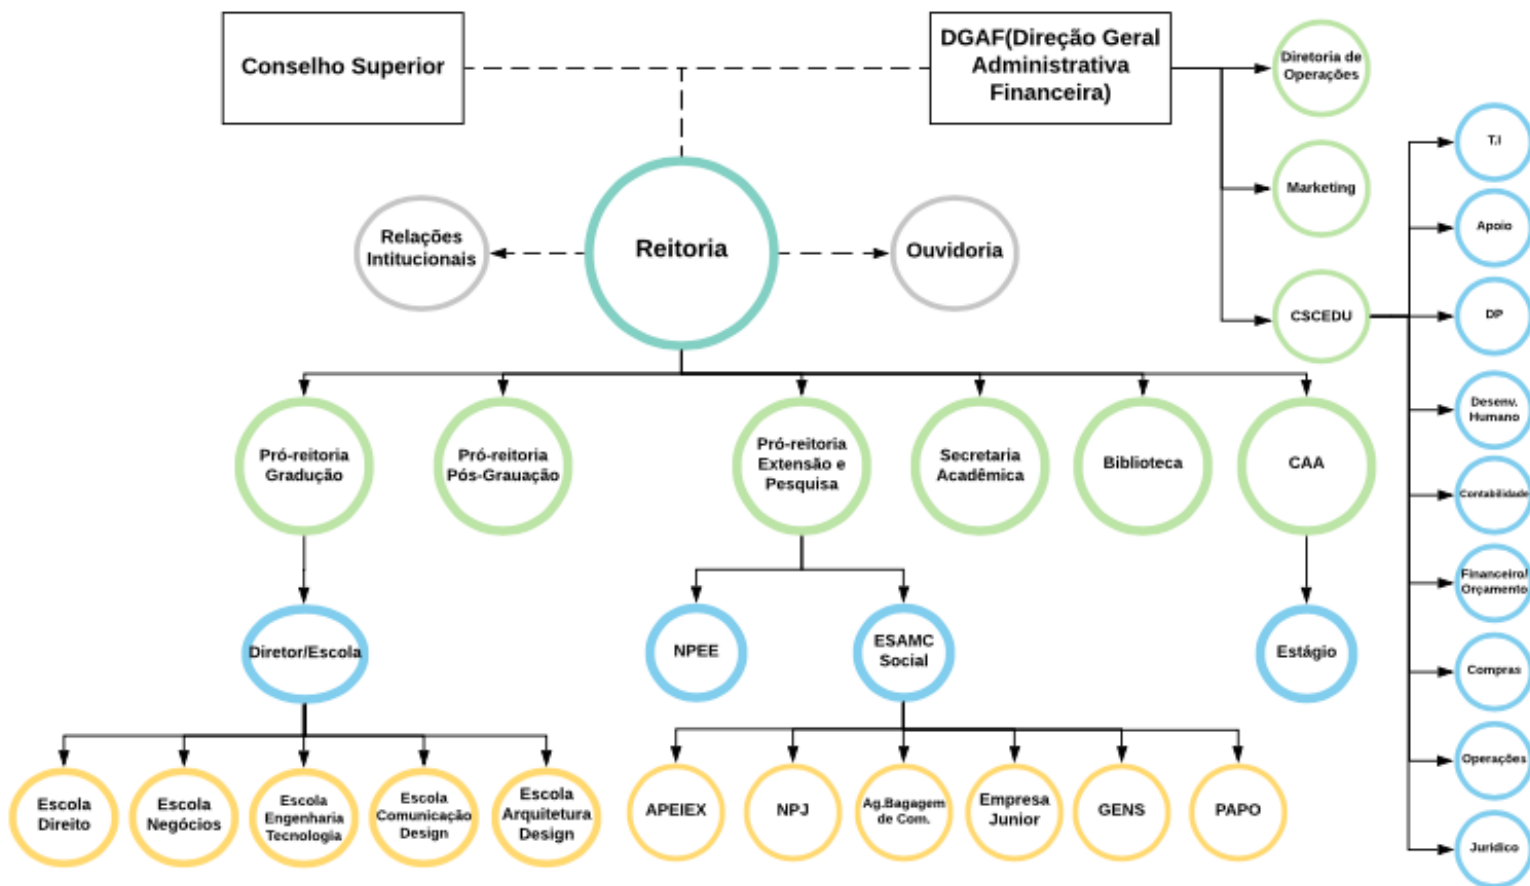 Conselho Superior
DGAF(Direção Geral
Administrativa
Financeira)
Diretoria de
Operações
Marketing
CSCEDU
T.I
Apoio
DP
Desenv.
Humano
Contabilidade
Financeiro/
Orçamento
Compras
Operações
Jurídico
Relações
Intitucionais
Reitoria
Ouvidoria
Pró-reitoria
Gradução
Pró-reitoria
Pós-Grauação
Pró-reitoria
Extensão e
Pesquisa
Secretaria
Acadêmica
Biblioteca
CAA
Diretor/Escola
NPEE
ESAMC
Social
Estágio
Escola
Direito
Escola
Negócios
Escola
Engenharia
Tecnologia
Escola
Comunicação
Design
Escola
Arquitetura
Design
APEIEX
NPJ
Ag.Bagagem
de Com.
Empresa
Junior
GENS
PAPO